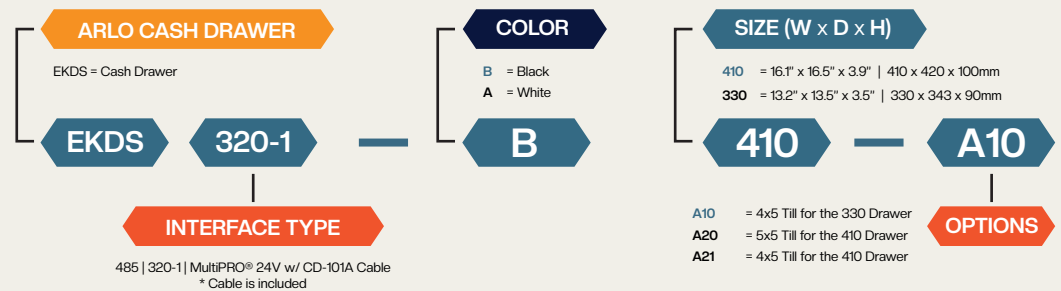 ARLO CASH DRAWER
EKDS = Cash Drawer
EKDS 320-1
INTERFACE TYPE
485 | 320-1 | MultiPRO® 24V w/ CD-101A Cable
* Cable is included
COLOR
B = Black
A = White
B
SIZE (W x D x H)
410 = 16.1" x 16.5" x 3.9" | 410 x 420 x 100mm
330 = 13.2" x 13.5" x 3.5" | 330 x 343 x 90mm
410 — A10
A10 = 4x5 Till for the 330 Drawer
A20 = 5x5 Till for the 410 Drawer
A21 = 4x5 Till for the 410 Drawer
OPTIONS